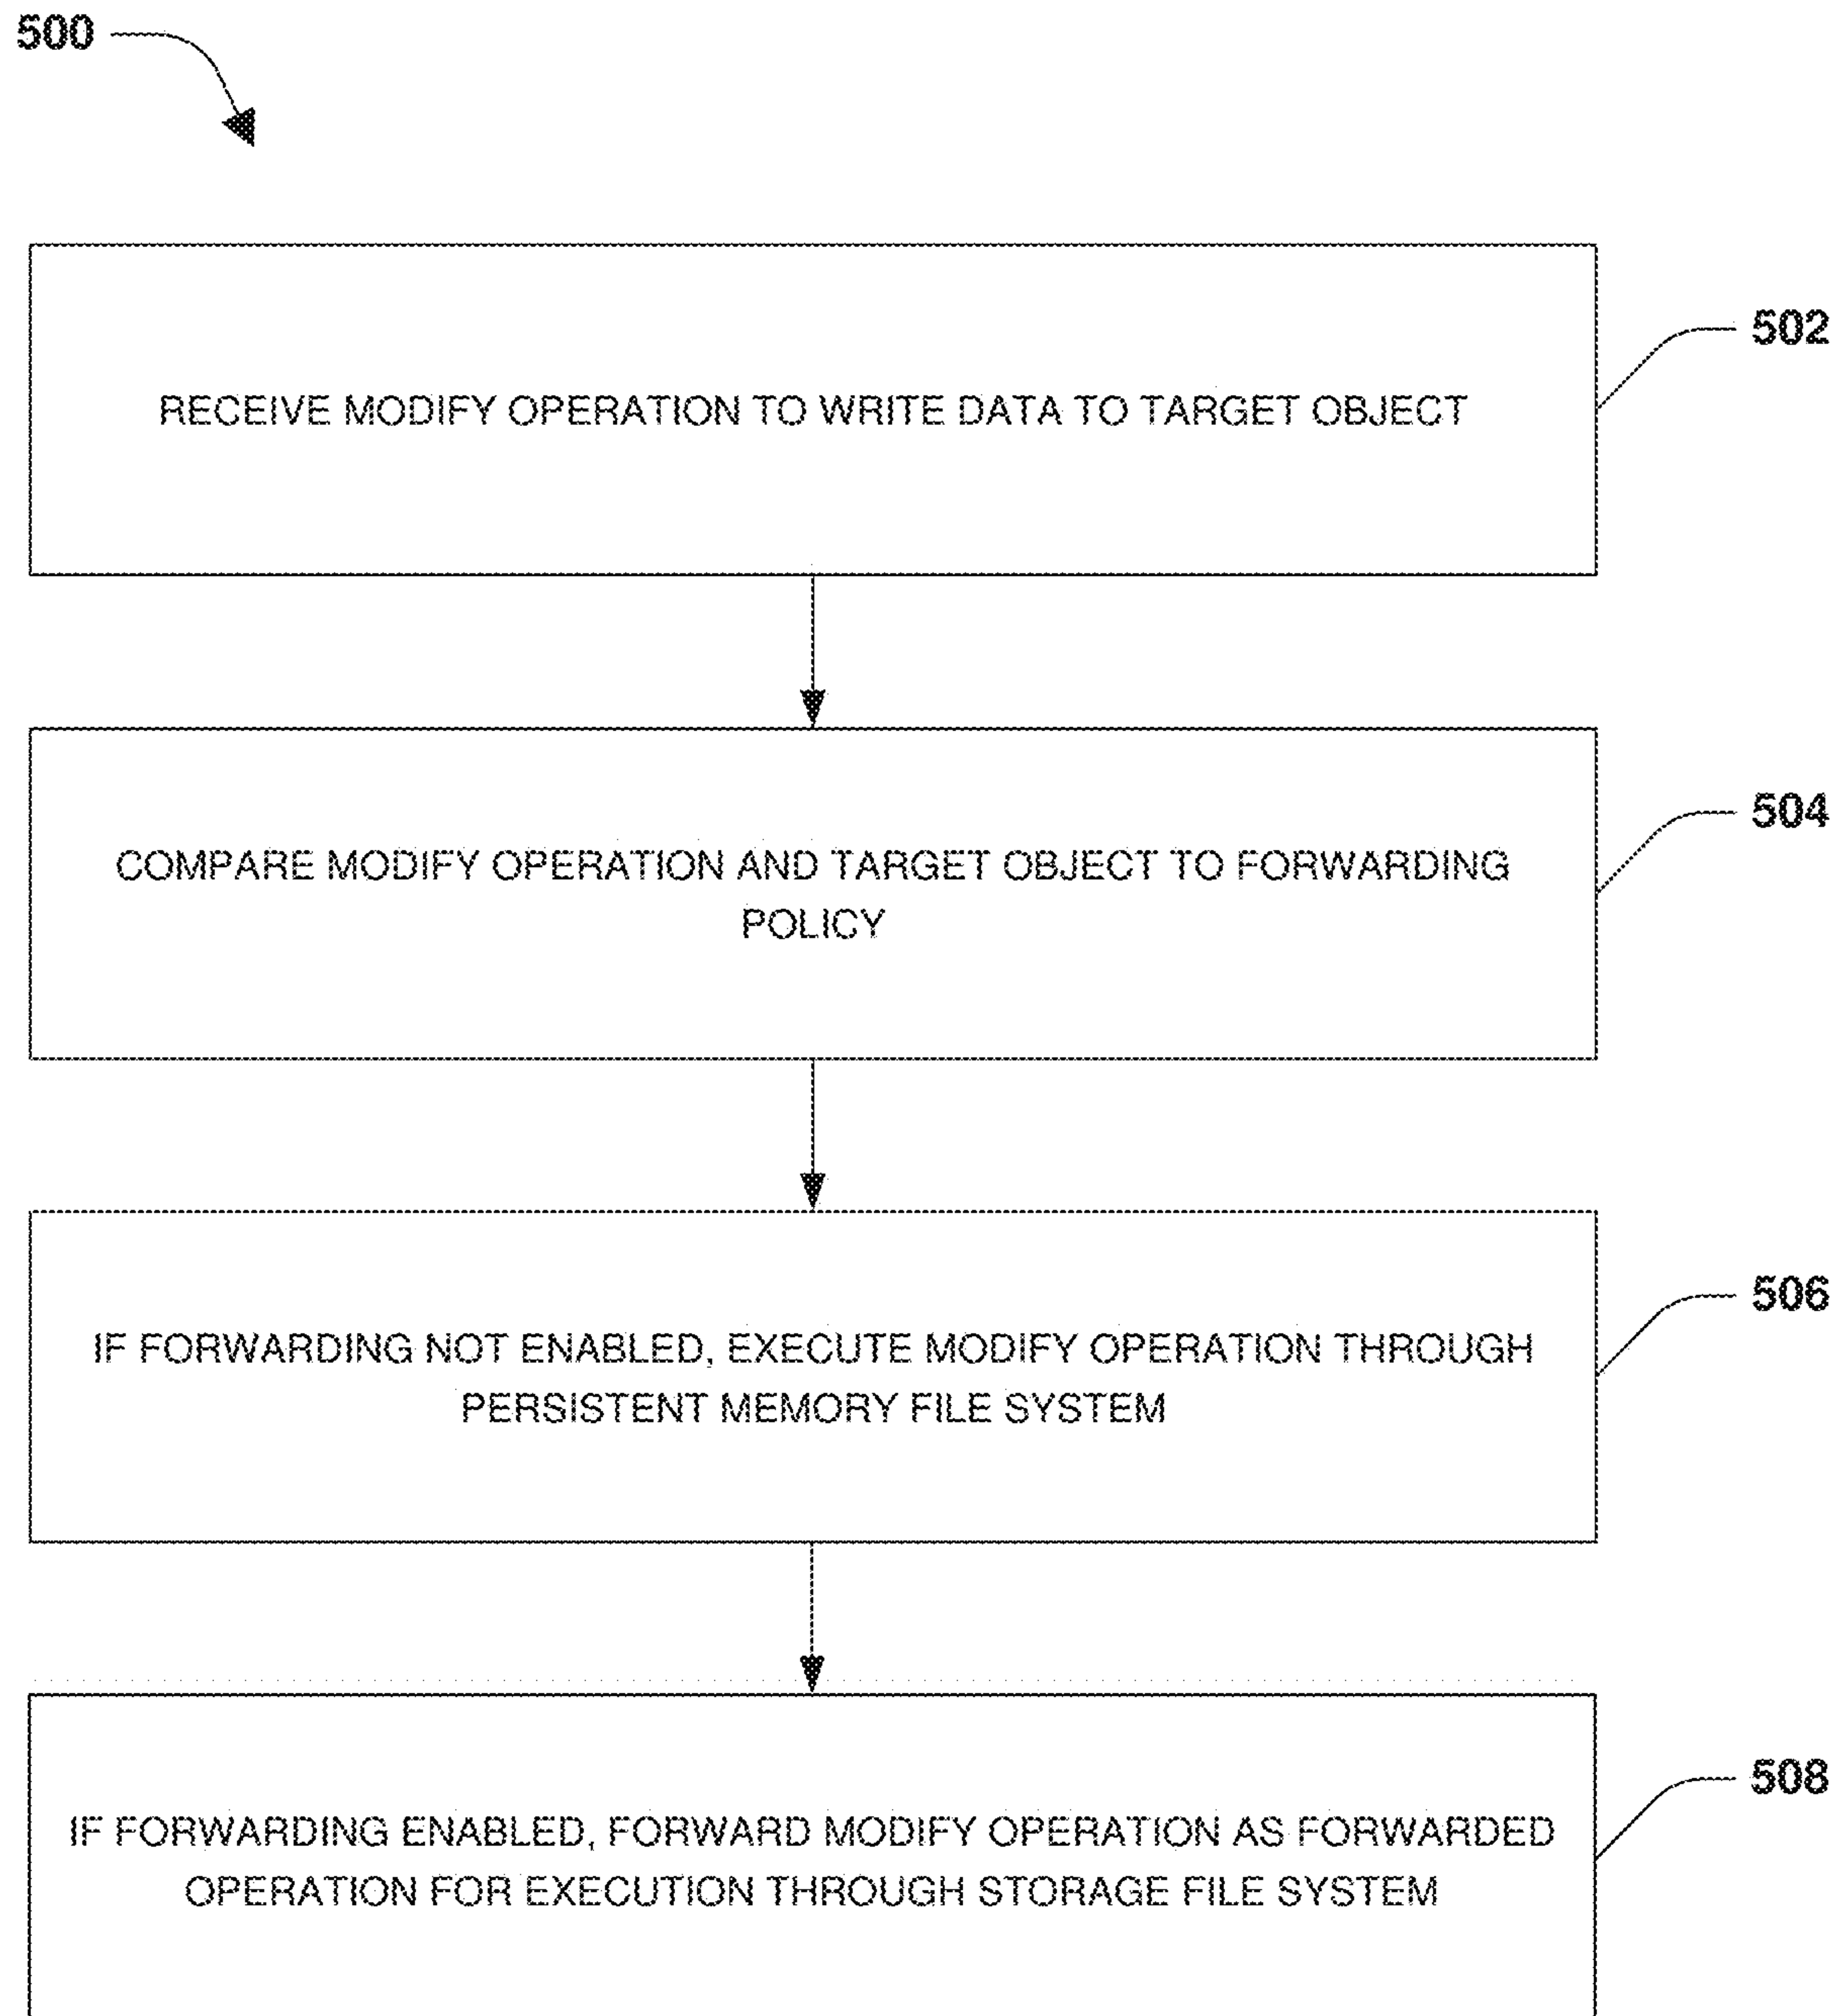 500
502
RECEIVE MODIFY OPERATION TO WRITE DATA TO TARGET OBJECT
504
COMPARE MODIFY OPERATION AND TARGET OBJECT TO FORWARDING
POLICY
506
IF FORWARDING NOT ENABLED, EXECUTE MODIFY OPERATION THROUGH
PERSISTENT MEMORY FILE SYSTEM
508
IF FORWARDING ENABLED, FORWARD MODIFY OPERATION AS FORWARDED
OPERATION FOR EXECUTION THROUGH STORAGE FILE SYSTEM